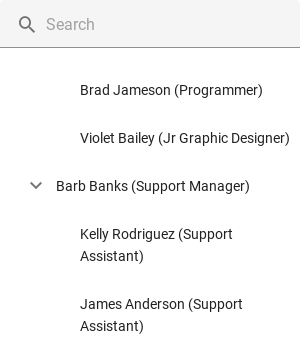 Search
Brad Jameson (Programmer)
Violet Bailey (Jr Graphic Designer)
Barb Banks (Support Manager)
Kelly Rodriguez (Support
Assistant)
James Anderson (Support
Assistant)